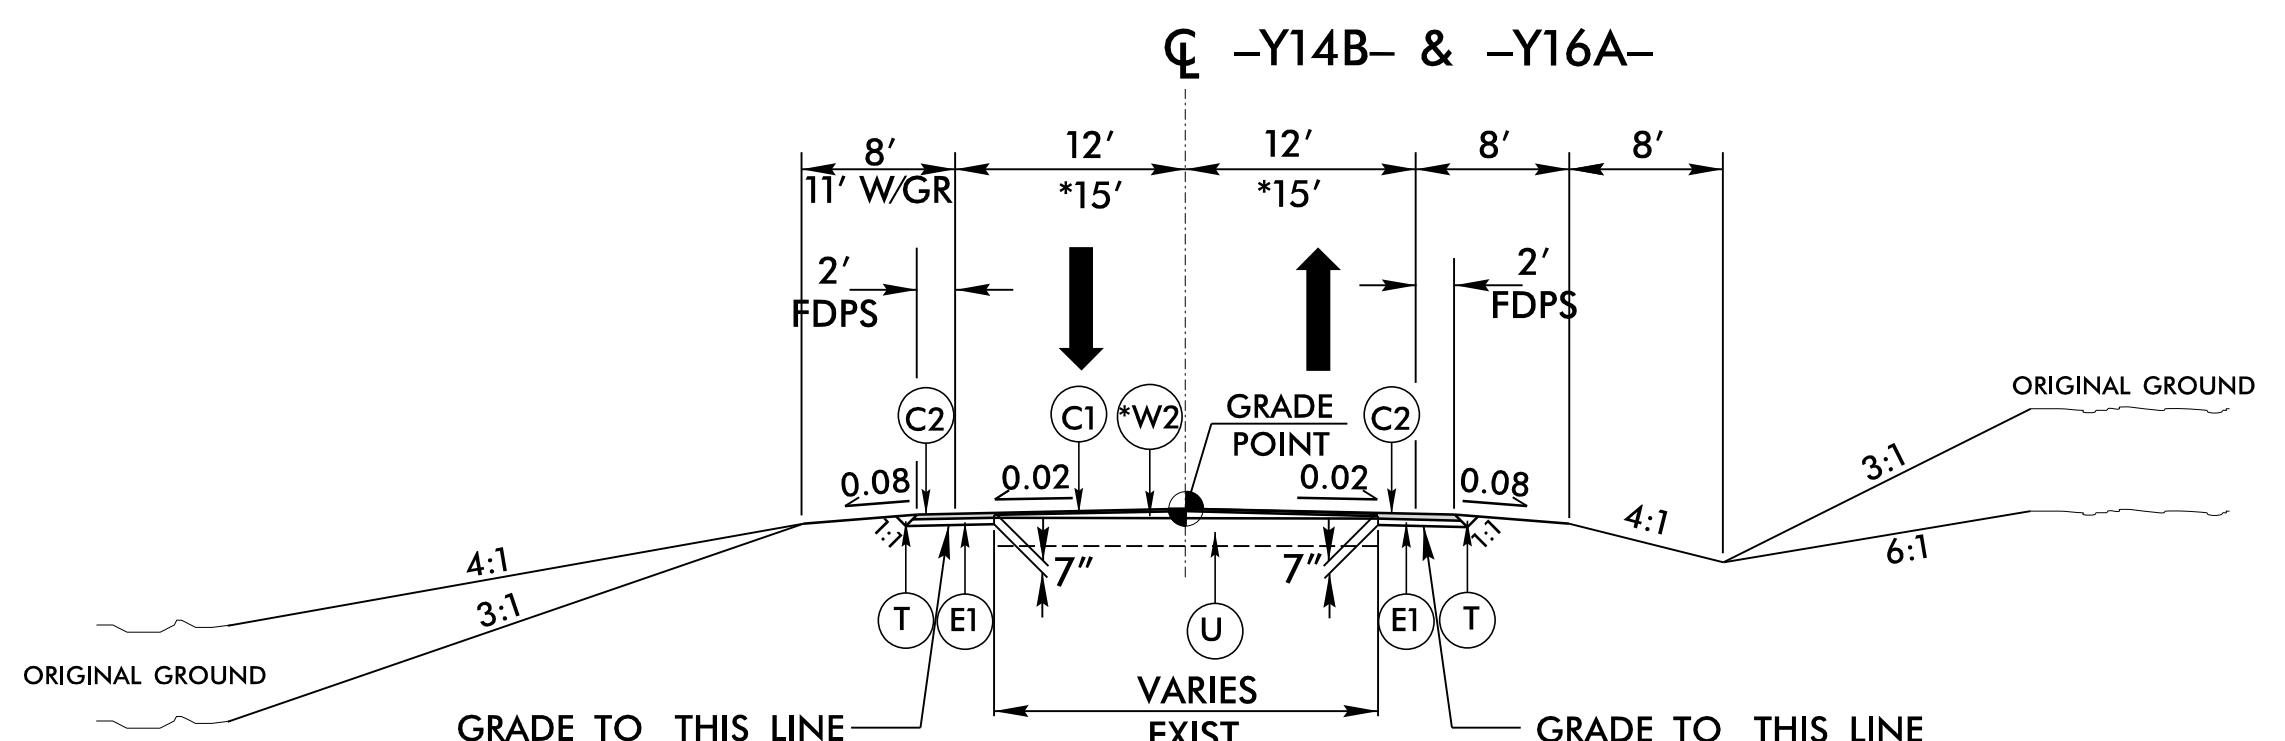 ℄ –Y14B– & –Y16A–
8' 12' 12' 8' 8'
11' W/GR *15' *15'
2' 2'
FDPS FDPS
ORIGINAL GROUND
C2 C1 *W2 GRADE C2
POINT
0.08 0.02 0.02 0.08
3:1
1:1 1:1 4:1
4:1 7" 7" 6:1
3:1
T E1 U E1 T
ORIGINAL GROUND
VARIES
GRADE TO THIS LINE EXIST GRADE TO THIS LINE